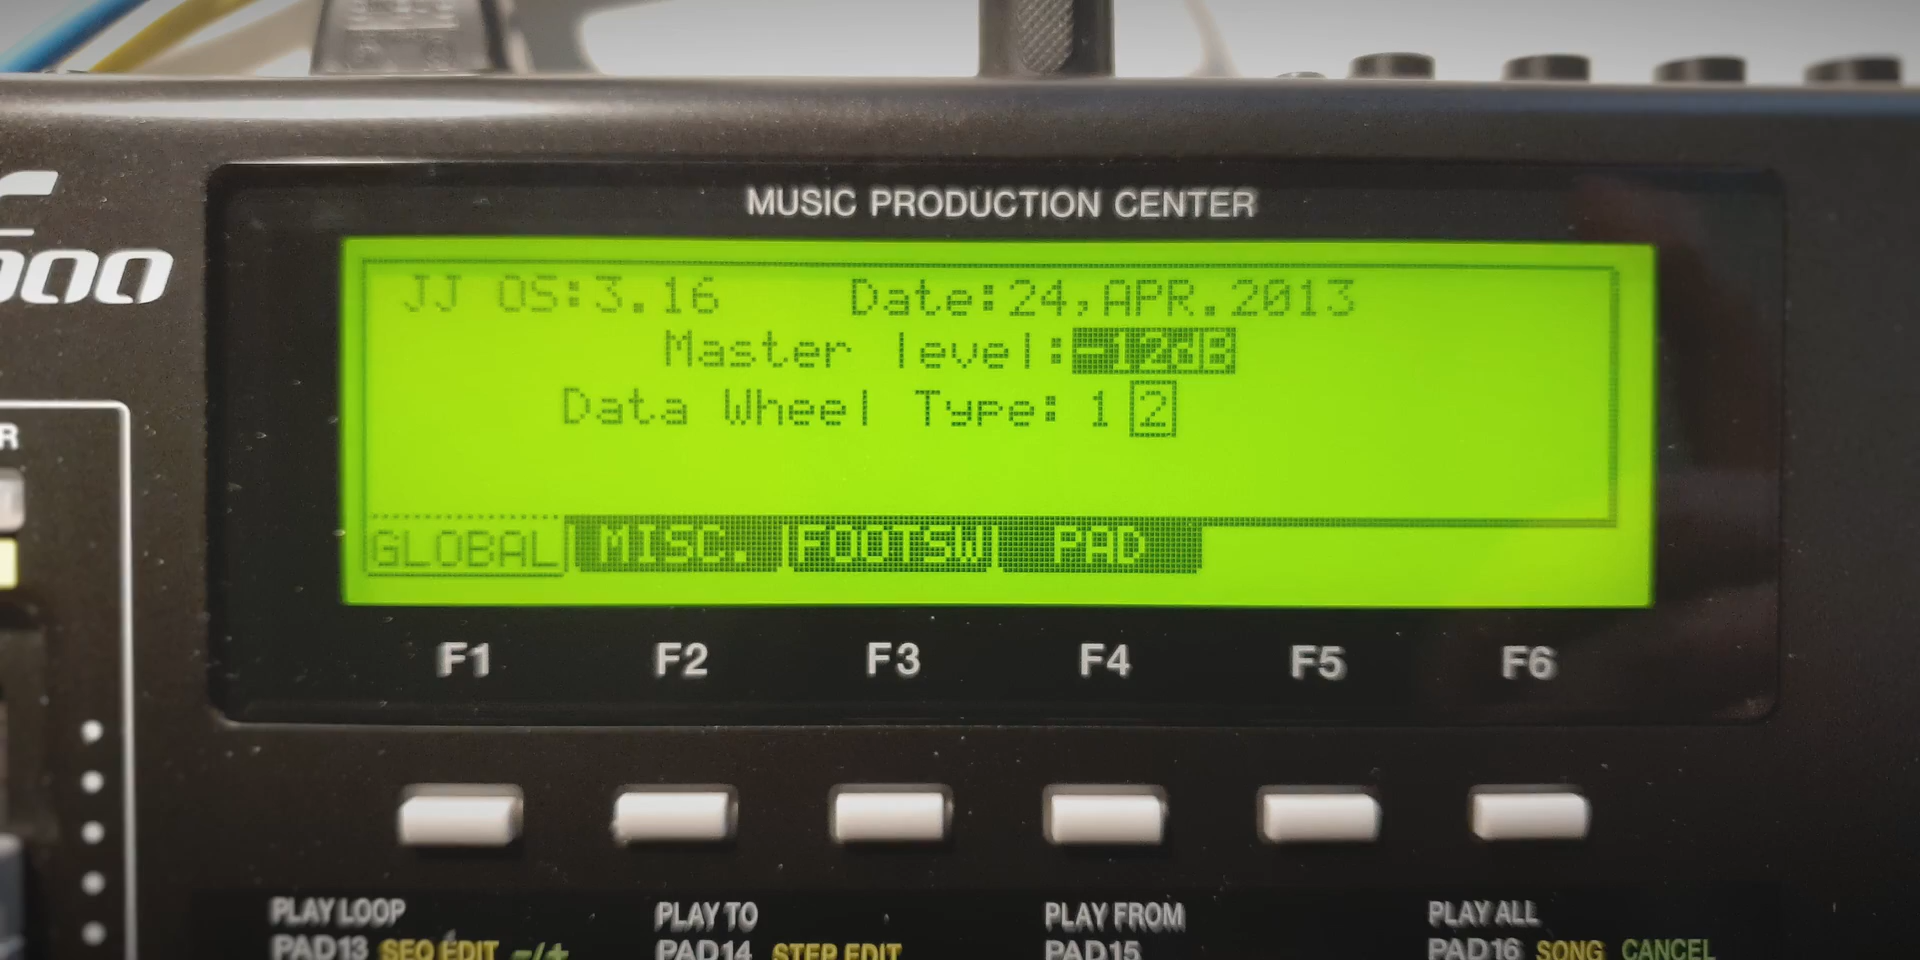 MUSIC PRODUCTION CENTER
000
JJ OS:3.16 Date:24,APR.2013
Master level:-12dB
Data Wheel Type: 1 2
GLOBAL MISC. FOOTSW PAD
F1 F2 F3 F4 F5 F6
R
PLAY LOOP PLAY TO PLAY FROM PLAY ALL
PAD13 SEQ EDIT -/+ PAD14 STEP EDIT PAD15 PAD16 SONG CANCEL